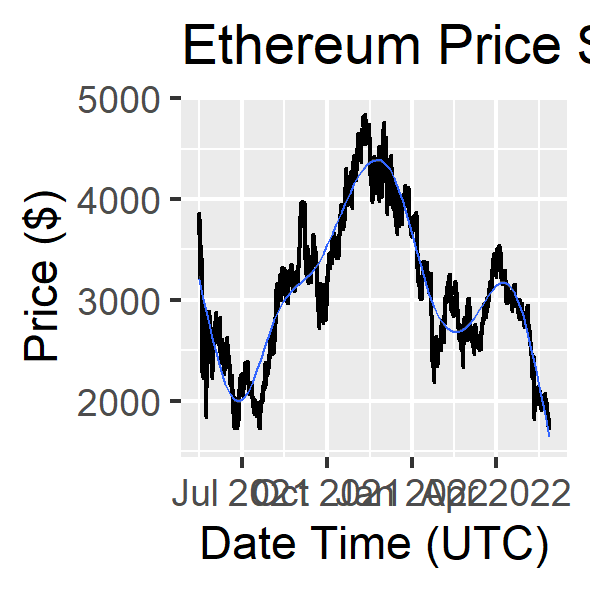 Ethereum Price
Price ($)
5000
4000
3000
2000
Jul 2021 Oct 2021 Jan 2022 Apr 2022
Date Time (UTC)